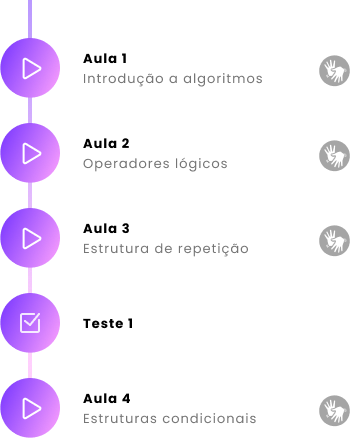 Aula 1
Introdução a algoritmos
Aula 2
Operadores lógicos
Aula 3
Estrutura de repetição
Teste 1
Aula 4
Estruturas condicionais